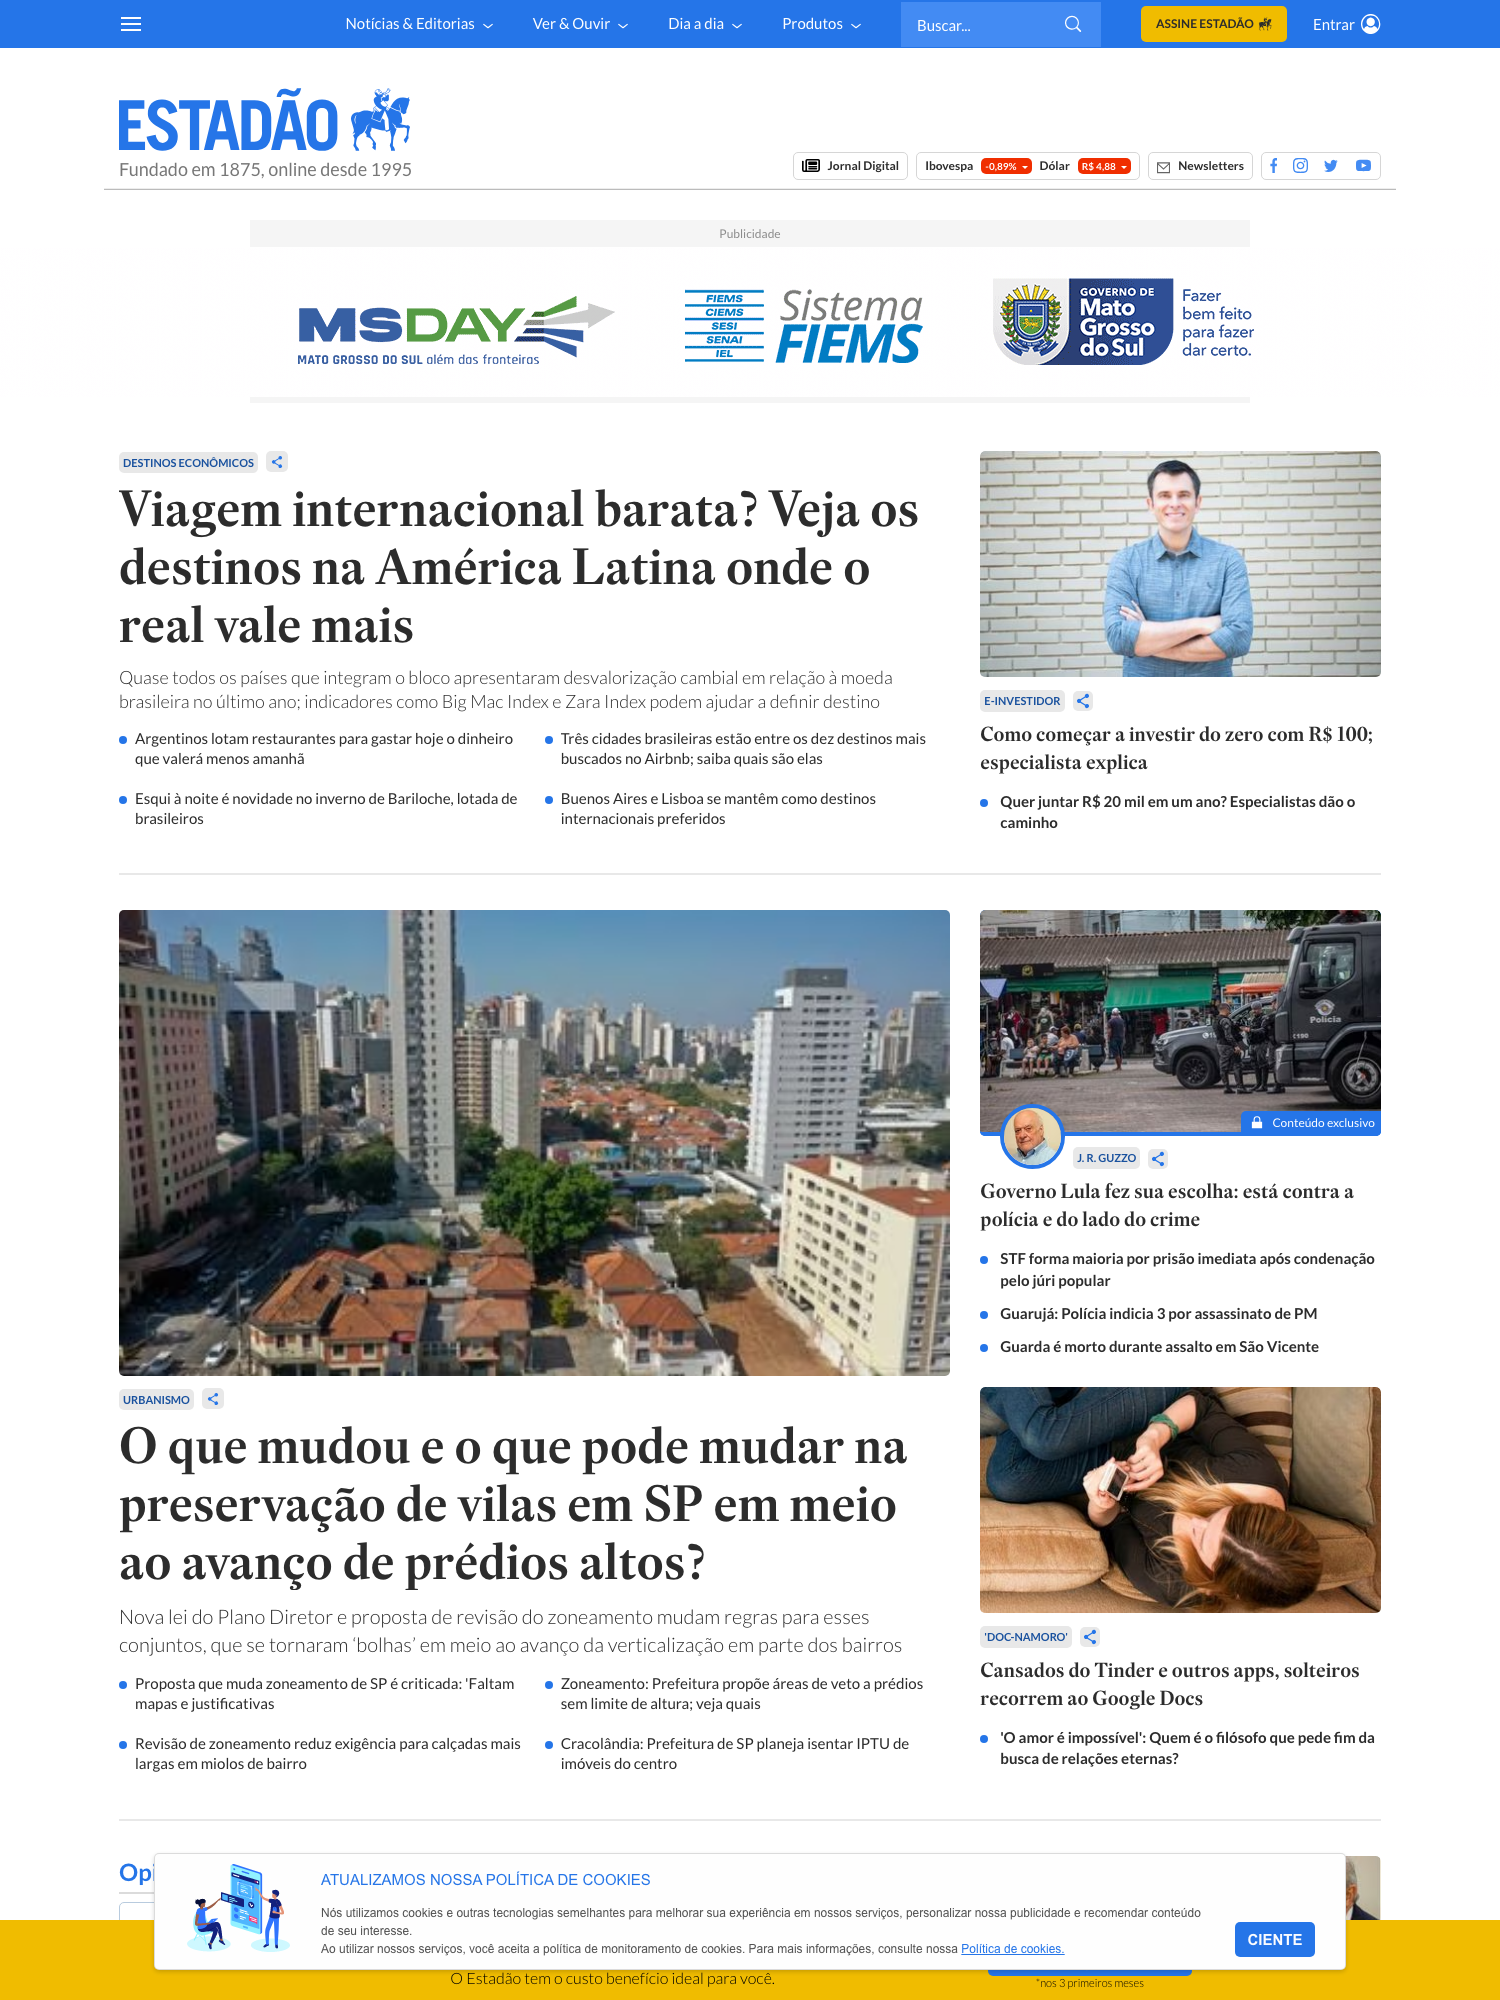 Notícias & Editorias
Ver & Ouvir
Dia a dia
Produtos
Buscar...
ASSINE ESTADÃO
Entrar
ESTADÃO
Fundado em 1875, online desde 1995
Jornal Digital
Ibovespa -0,89% Dólar R$ 4,88
Newsletters
Publicidade
MSDAY
MATO GROSSO DO SUL além das fronteiras
FIEMS
CIEMS
SESI
SENAI
IEL
Sistema
FIEMS
GOVERNO DE
Mato
Grosso
do Sul
Fazer
bem feito
para fazer
dar certo.
DESTINOS ECONÔMICOS
Viagem internacional barata? Veja os
destinos na América Latina onde o
real vale mais
Quase todos os países que integram o bloco apresentaram desvalorização cambial em relação à moeda
brasileira no último ano; indicadores como Big Mac Index e Zara Index podem ajudar a definir destino
Argentinos lotam restaurantes para gastar hoje o dinheiro
que valerá menos amanhã
Três cidades brasileiras estão entre os dez destinos mais
buscados no Airbnb; saiba quais são elas
Esqui à noite é novidade no inverno de Bariloche, lotada de
brasileiros
Buenos Aires e Lisboa se mantêm como destinos
internacionais preferidos
E-INVESTIDOR
Como começar a investir do zero com R$ 100;
especialista explica
Quer juntar R$ 20 mil em um ano? Especialistas dão o
caminho
URBANISMO
O que mudou e o que pode mudar na
preservação de vilas em SP em meio
ao avanço de prédios altos?
Nova lei do Plano Diretor e proposta de revisão do zoneamento mudam regras para esses
conjuntos, que se tornaram ‘bolhas’ em meio ao avanço da verticalização em parte dos bairros
Proposta que muda zoneamento de SP é criticada: 'Faltam
mapas e justificativas
Zoneamento: Prefeitura propõe áreas de veto a prédios
sem limite de altura; veja quais
Revisão de zoneamento reduz exigência para calçadas mais
largas em miolos de bairro
Cracolândia: Prefeitura de SP planeja isentar IPTU de
imóveis do centro
Polícia
Conteúdo exclusivo
J. R. GUZZO
Governo Lula fez sua escolha: está contra a
polícia e do lado do crime
STF forma maioria por prisão imediata após condenação
pelo júri popular
Guarujá: Polícia indicia 3 por assassinato de PM
Guarda é morto durante assalto em São Vicente
'DOC-NAMORO'
Cansados do Tinder e outros apps, solteiros
recorrem ao Google Docs
'O amor é impossível': Quem é o filósofo que pede fim da
busca de relações eternas?
ATUALIZAMOS NOSSA POLÍTICA DE COOKIES
Nós utilizamos cookies e outras tecnologias semelhantes para melhorar sua experiência em nossos serviços, personalizar nossa publicidade e recomendar conteúdo
de seu interesse.
Ao utilizar nossos serviços, você aceita a política de monitoramento de cookies. Para mais informações, consulte nossa Política de cookies.
CIENTE
O Estadão tem o custo benefício ideal para você.
*nos 3 primeiros meses